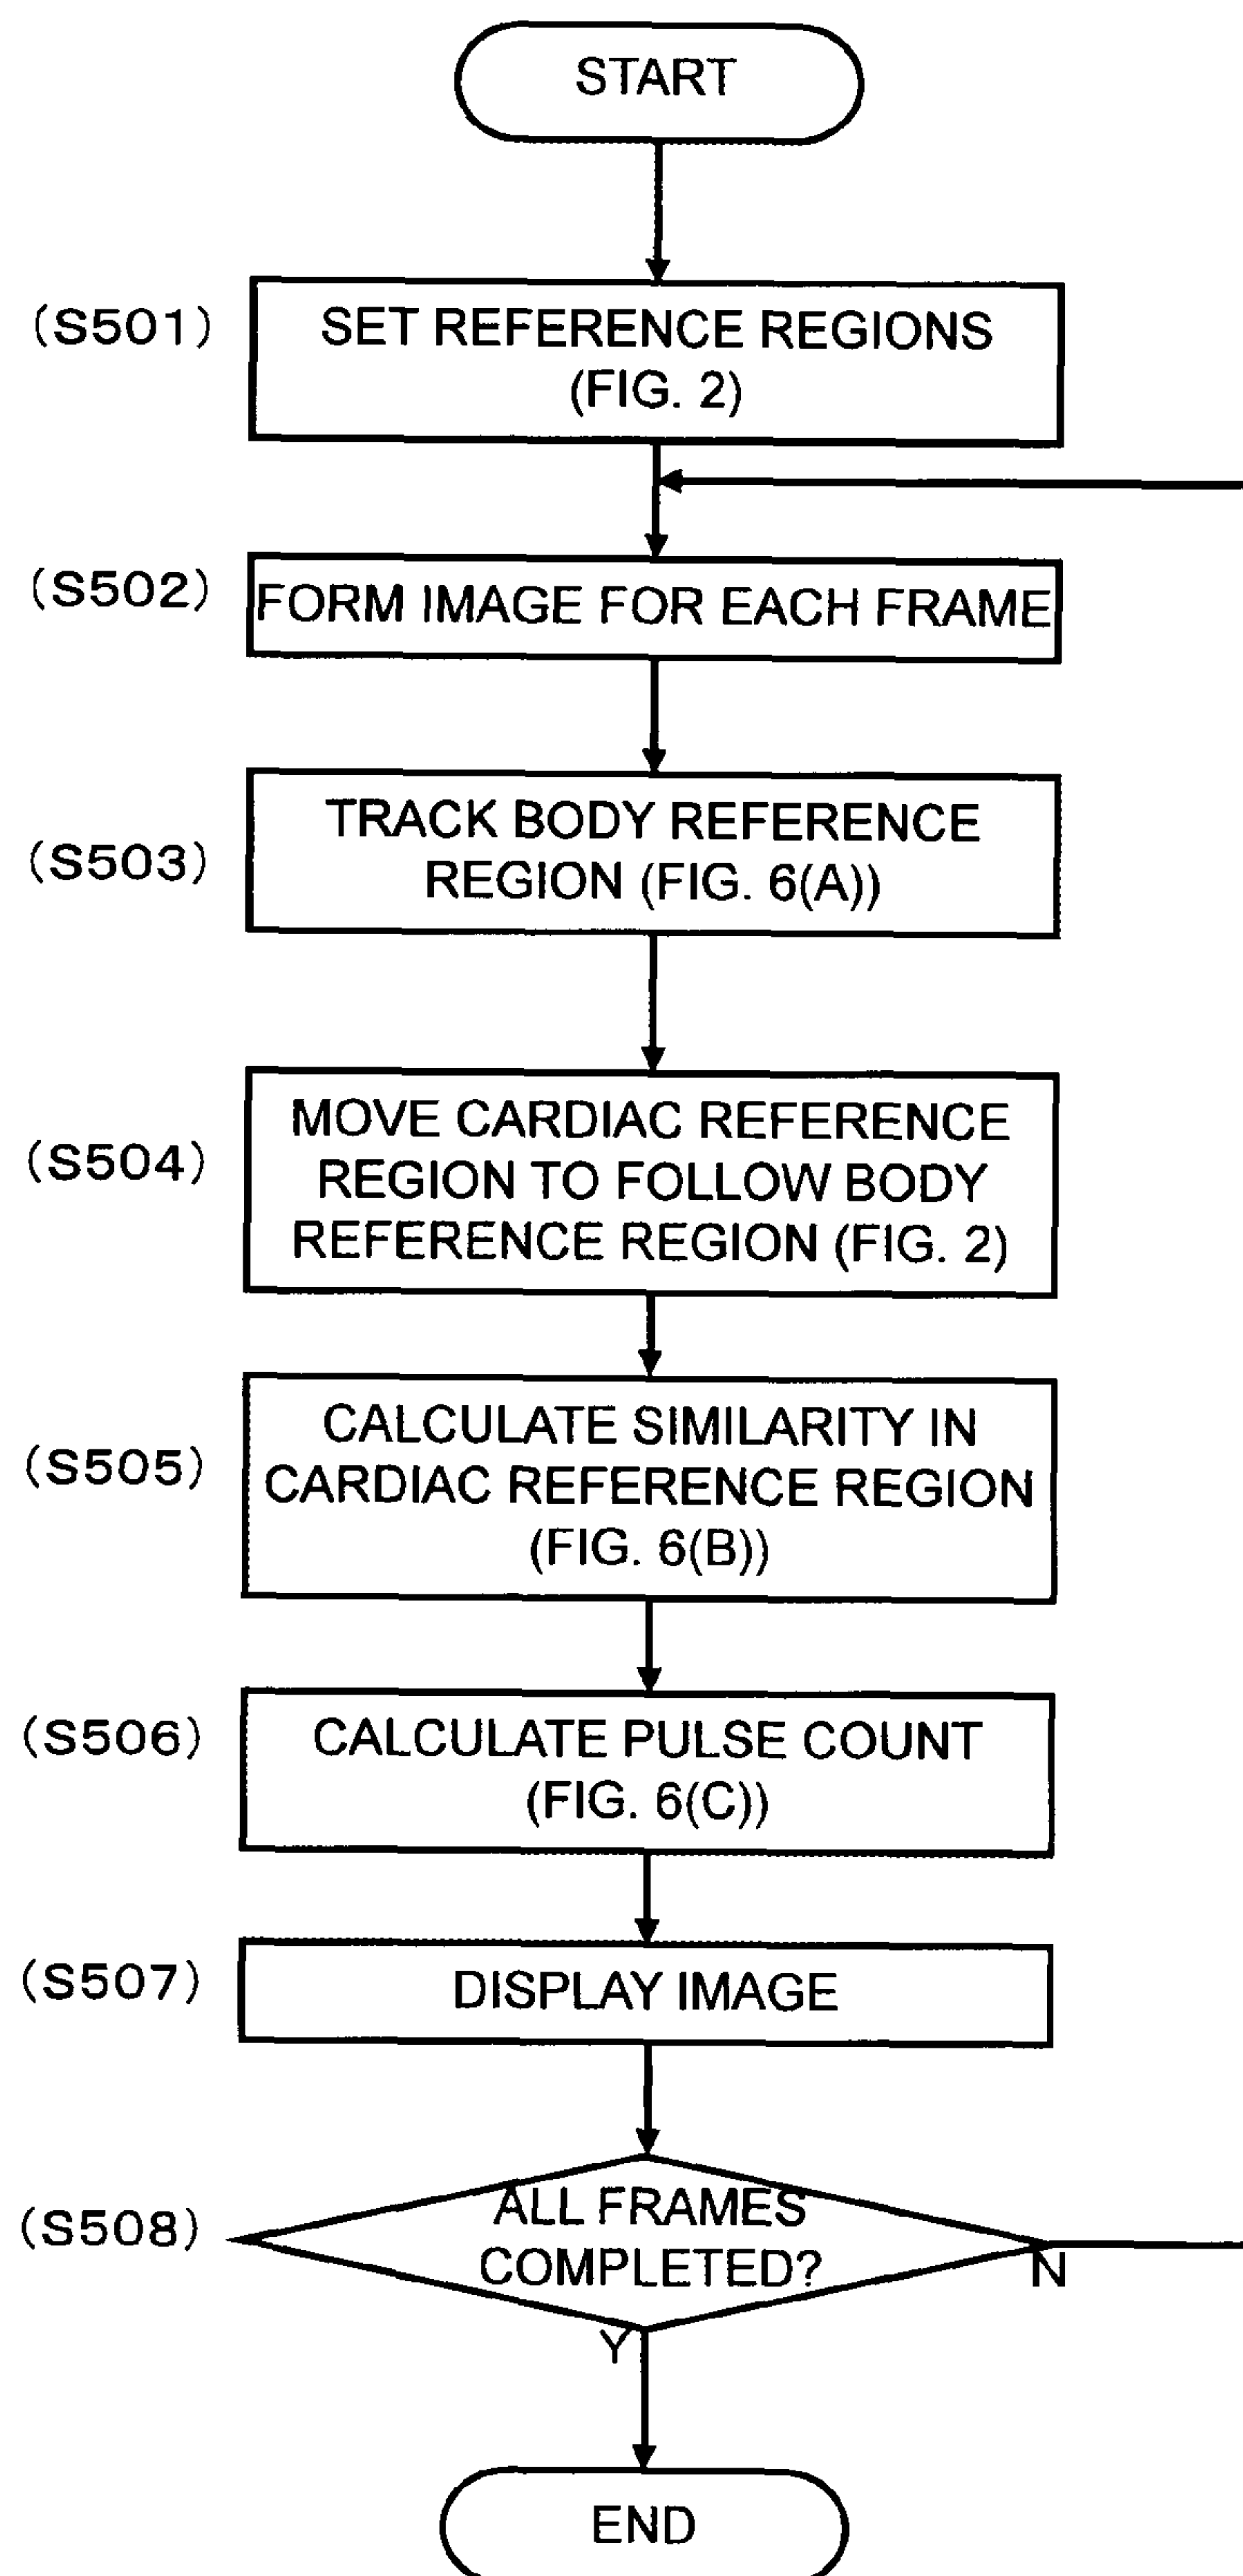 START
(S501)
SET REFERENCE REGIONS
(FIG. 2)
(S502)
FORM IMAGE FOR EACH FRAME
(S503)
TRACK BODY REFERENCE
REGION (FIG. 6(A))
(S504)
MOVE CARDIAC REFERENCE
REGION TO FOLLOW BODY
REFERENCE REGION (FIG. 2)
(S505)
CALCULATE SIMILARITY IN
CARDIAC REFERENCE REGION
(FIG. 6(B))
(S506)
CALCULATE PULSE COUNT
(FIG. 6(C))
(S507)
DISPLAY IMAGE
(S508)
ALL FRAMES
COMPLETED?
N
Y
END